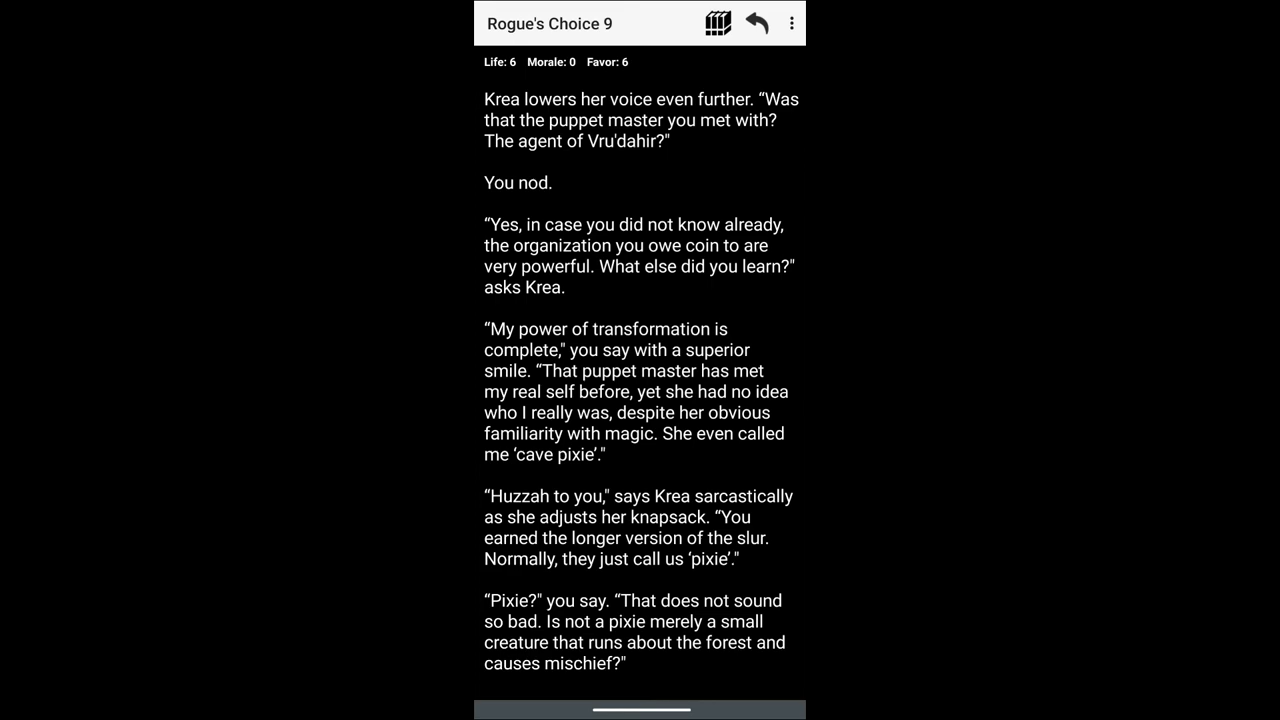 Rogue's Choice 9
Life: 6 Morale: 0 Favor: 6
Krea lowers her voice even further. “Was
that the puppet master you met with?
The agent of Vru'dahir?"
You nod.
“Yes, in case you did not know already,
the organization you owe coin to are
very powerful. What else did you learn?"
asks Krea.
“My power of transformation is
complete," you say with a superior
smile. “That puppet master has met
my real self before, yet she had no idea
who I really was, despite her obvious
familiarity with magic. She even called
me ‘cave pixie’."
“Huzzah to you," says Krea sarcastically
as she adjusts her knapsack. “You
earned the longer version of the slur.
Normally, they just call us ‘pixie’."
“Pixie?" you say. “That does not sound
so bad. Is not a pixie merely a small
creature that runs about the forest and
causes mischief?"